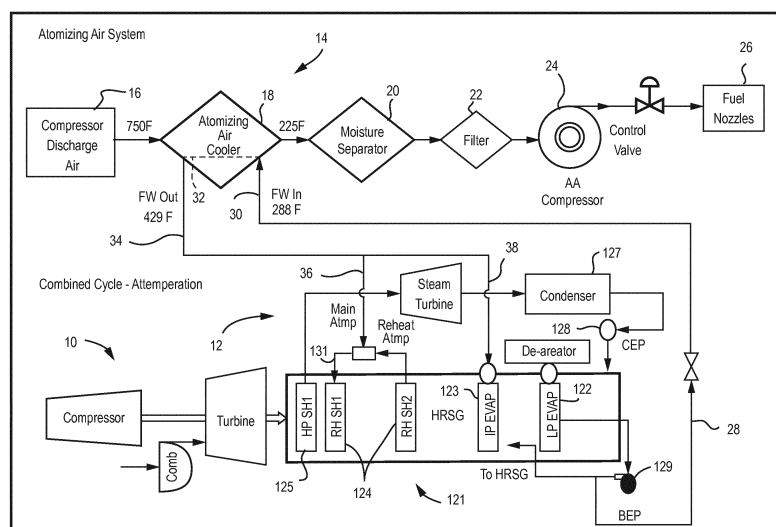 Atomizing Air System
14
16
18
20
22
24
26
Compressor
Discharge
Air
750F
Atomizing
Air
Cooler
225F
Moisture
Separator
Filter
Control
Valve
Fuel
Nozzles
AA
Compressor
FW Out
429 F
32
30
FW In
288 F
34
36
38
127
Combined Cycle - Attemperation
Steam
Turbine
Condenser
12
10
Main
Atmp
Reheat
Atmp
128
CEP
De-areator
131
Compressor
Turbine
HP SH1
RH SH1
RH SH2
HRSG
123
IP EVAP
LP EVAP
122
28
Comb
125
124
121
To HRSG
129
BEP